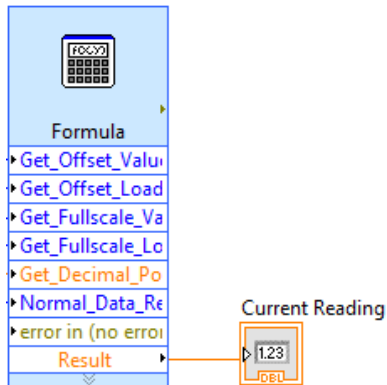 F(X,Y)
Formula
Get_Offset_Valu
Get_Offset_Load
Get_Fullscale_Va
Get_Fullscale_Lo
Get_Decimal_Po
Normal_Data_Re
error in (no erro
Result
Current Reading
1.23
DBL